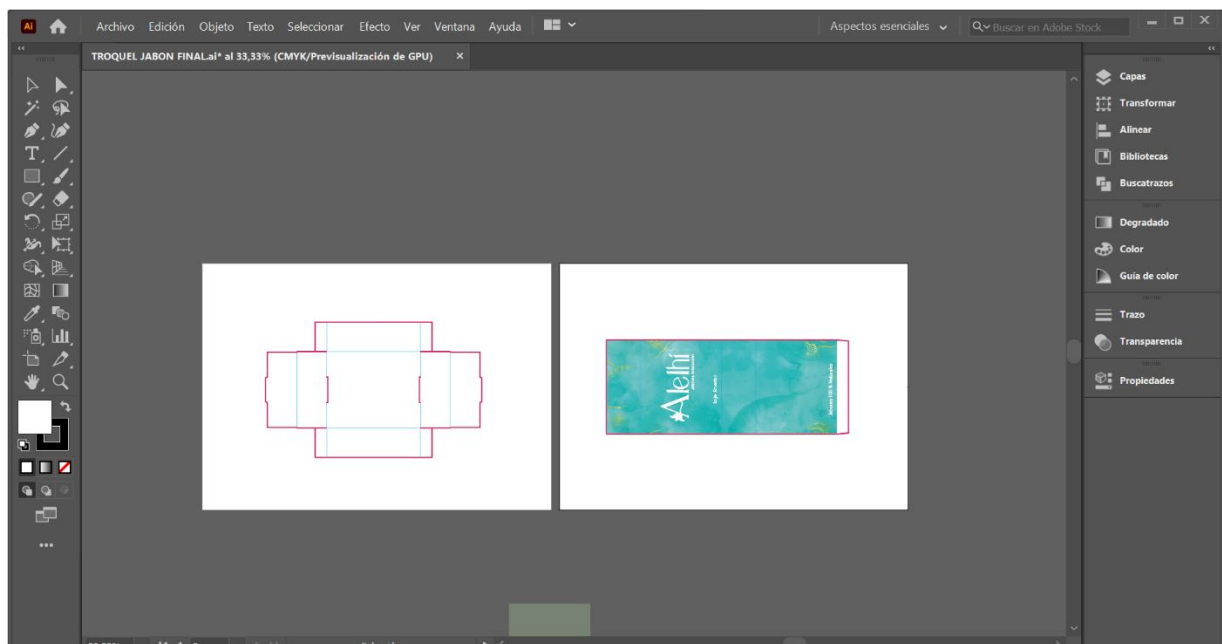 Ai
Archivo Edición Objeto Texto Seleccionar Efecto Ver Ventana Ayuda
Aspectos esenciales
Buscar en Adobe Stock
TROQUEL JABON FINAL.ai* al 33,33% (CMYK/Previsualización de GPU) ×
Capas
Transformar
Alinear
Bibliotecas
Buscatrazos
Degradado
Color
Guía de color
Trazo
Transparencia
Propiedades
Alelhí